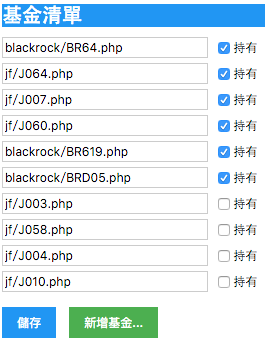 基金清單
blackrock/BR64.php 持有
jf/J064.php 持有
jf/J007.php 持有
jf/J060.php 持有
blackrock/BR619.php 持有
blackrock/BRD05.php 持有
jf/J003.php 持有
jf/J058.php 持有
jf/J004.php 持有
jf/J010.php 持有
儲存 新增基金...